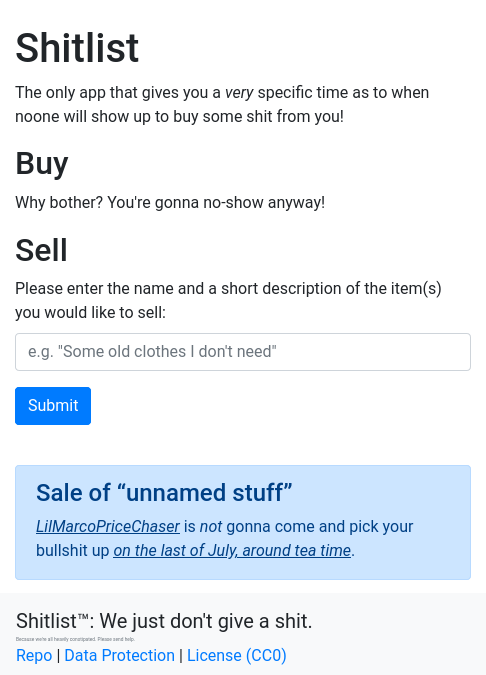 Shitlist
The only app that gives you a very specific time as to when
noone will show up to buy some shit from you!
Buy
Why bother? You're gonna no-show anyway!
Sell
Please enter the name and a short description of the item(s)
you would like to sell:
e.g. "Some old clothes I don't need"
Submit
Sale of “unnamed stuff”
LilMarcoPriceChaser is not gonna come and pick your
bullshit up on the last of July, around tea time.
Shitlist™: We just don't give a shit.
Because we're all heavily constipated. Please send help.
Repo | Data Protection | License (CC0)